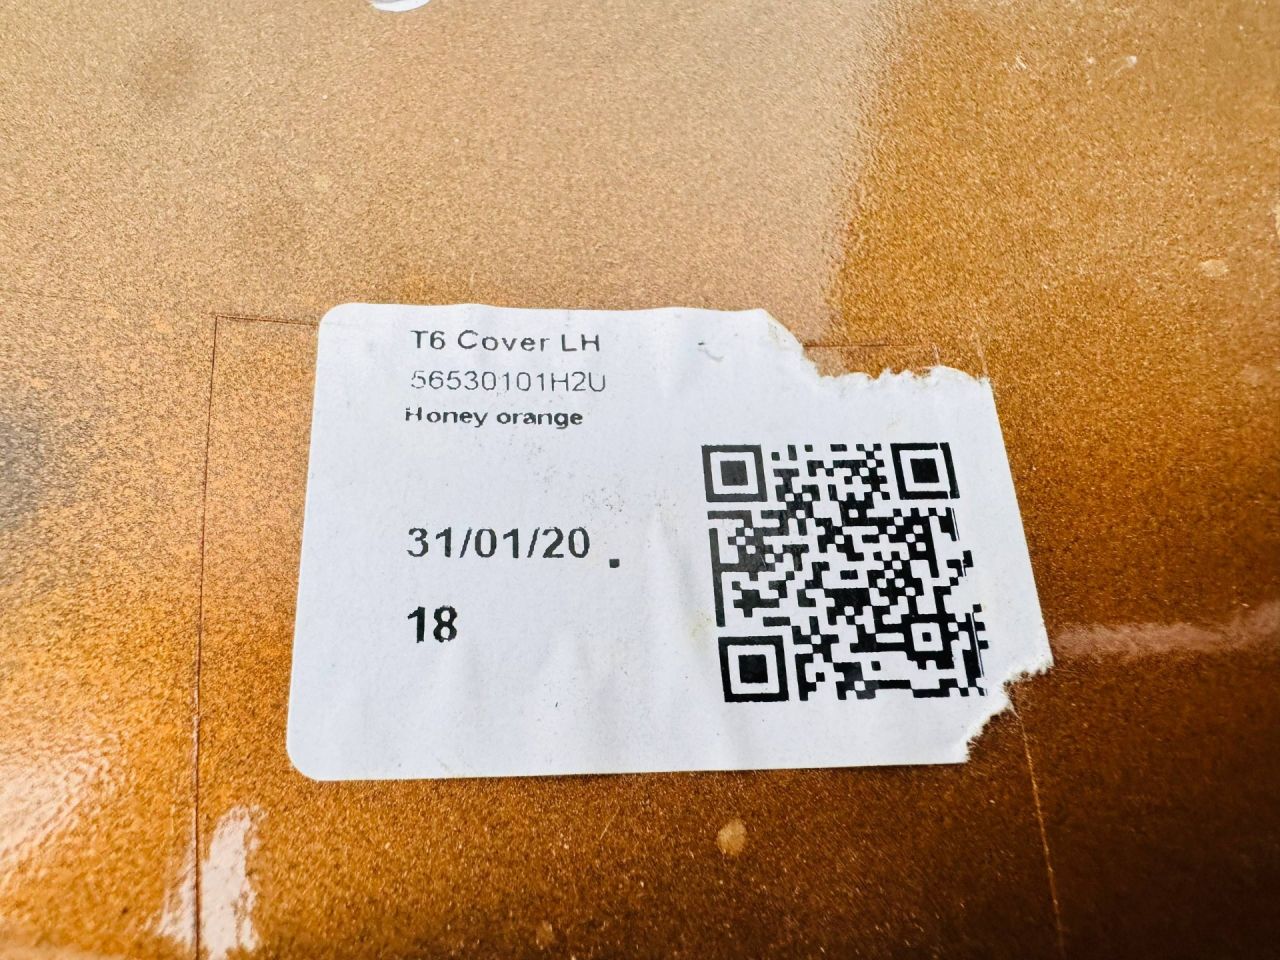 T6 Cover LH
56530101H2U
Honey orange
31/01/20 .
18